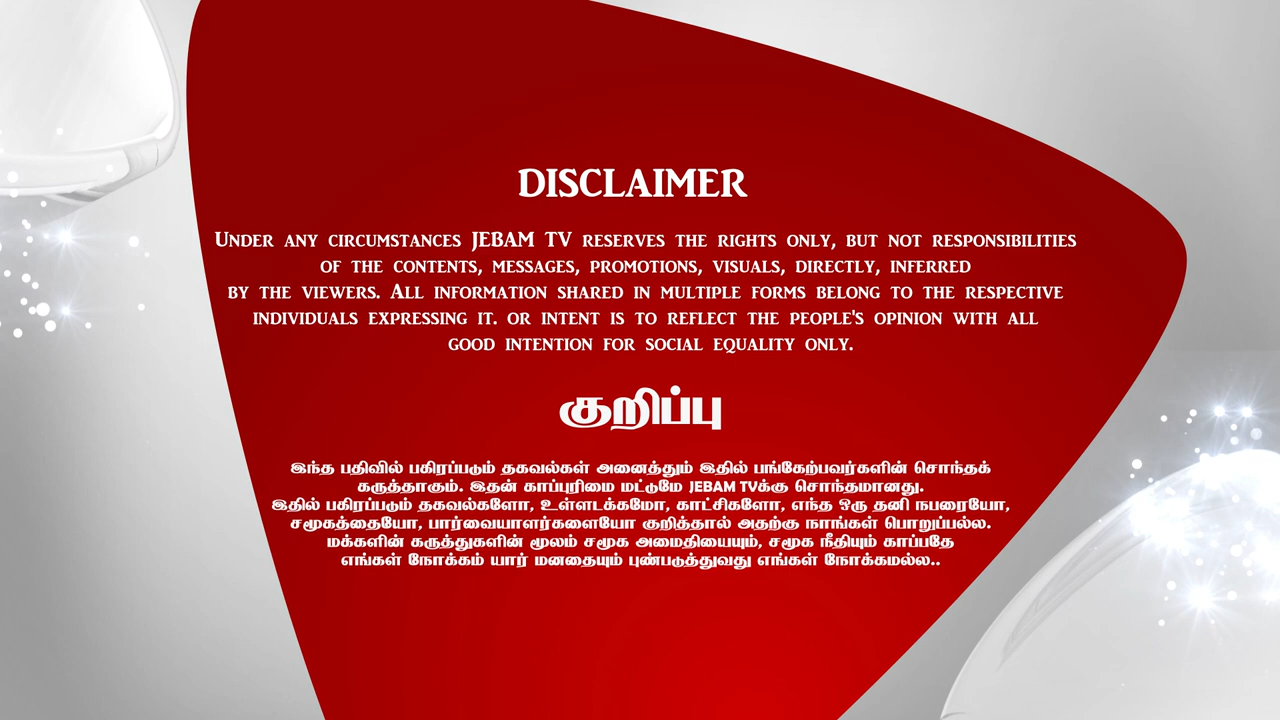 DISCLAIMER
UNDER ANY CIRCUMSTANCES JEBAM TV RESERVES THE RIGHTS ONLY, BUT NOT RESPONSIBILITIES
OF THE CONTENTS, MESSAGES, PROMOTIONS, VISUALS, DIRECTLY, INFERRED
BY THE VIEWERS. ALL INFORMATION SHARED IN MULTIPLE FORMS BELONG TO THE RESPECTIVE
INDIVIDUALS EXPRESSING IT. OR INTENT IS TO REFLECT THE PEOPLE'S OPINION WITH ALL
GOOD INTENTION FOR SOCIAL EQUALITY ONLY.
குறிப்பு
இந்த பதிவில் பகிரப்படும் தகவல்கள் அனைத்தும் இதில் பங்கேற்பவர்களின் சொந்தக்
கருத்தாகும். இதன் காப்புரிமை மட்டுமே JEBAM TVக்கு சொந்தமானது.
இதில் பகிரப்படும் தகவல்களோ, உள்ளடக்கமோ, காட்சிகளோ, எந்த ஒரு தனி நபரையோ,
சமூகத்தையோ, பார்வையாளர்களையோ குறித்தால் அதற்கு நாங்கள் பொறுப்பல்ல.
மக்களின் கருத்துகளின் மூலம் சமூக அமைதியையும், சமூக நீதியும் காப்பதே
எங்கள் நோக்கம் யார் மனதையும் புண்படுத்துவது எங்கள் நோக்கமல்ல..